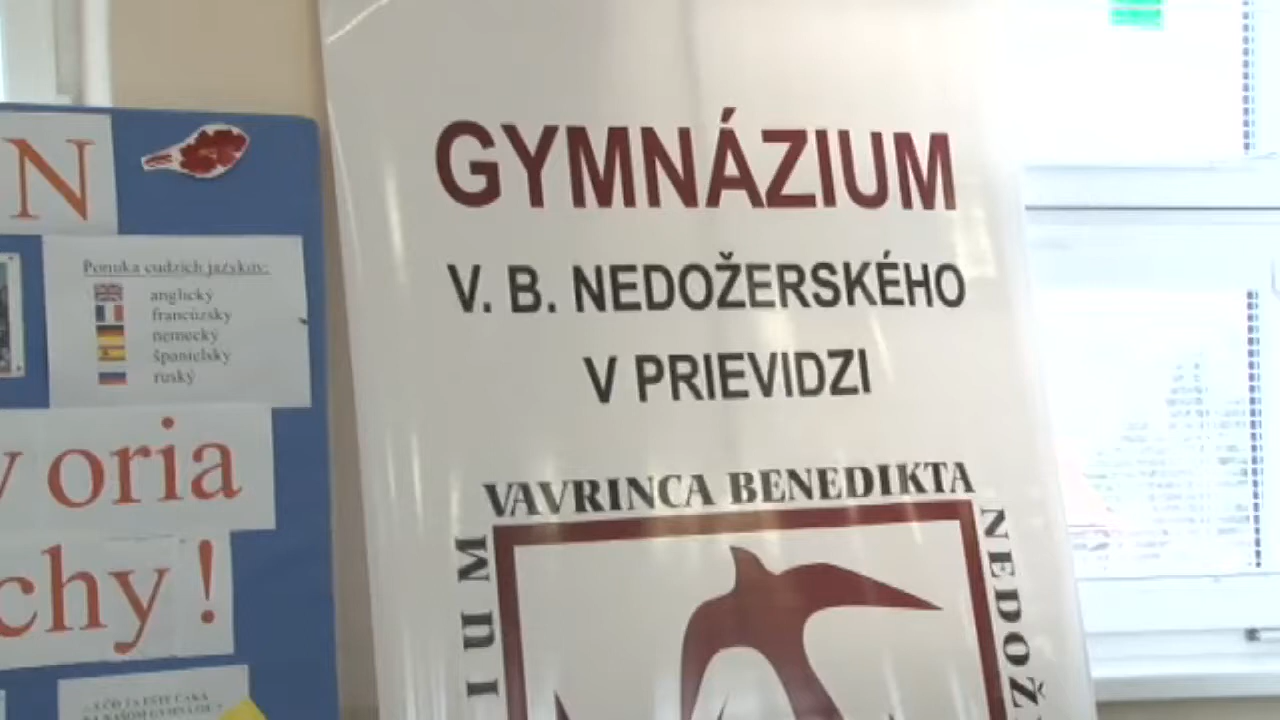 N
Ponuka cudzích jazykov:
anglický
francúzsky
nemecký
španielsky
ruský
oria
chy!
GYMNÁZIUM
V. B. NEDOŽERSKÉHO
V PRIEVIDZI
VAVRINCA BENEDIKTA
NEDOŽ
IUM